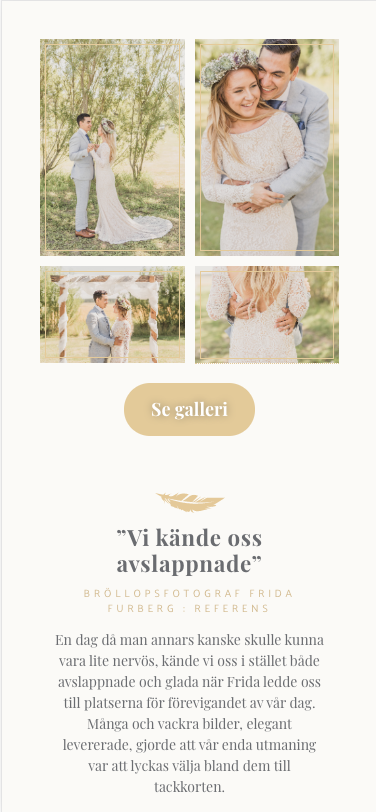 Se galleri
”Vi kände oss
avslappnade”
BRÖLLOPSFOTOGRAF FRIDA
FURBERG : REFERENS
En dag då man annars kanske skulle kunna
vara lite nervös, kände vi oss i stället både
avslappnade och glada när Frida ledde oss
till platserna för förevigandet av vår dag.
Många och vackra bilder, elegant
levererade, gjorde att vår enda utmaning
var att lyckas välja bland dem till
tackkorten.